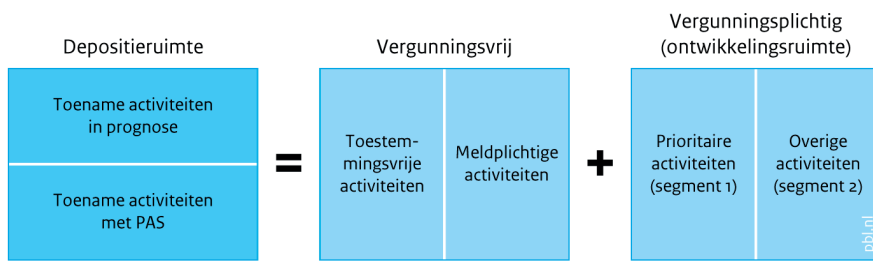 Depositieruimte
Vergunningsvrij
Vergunningsplichtig
(ontwikkelingsruimte)
Toename activiteiten
in prognose
Toename activiteiten
met PAS
=
Toestem-
mingsvrije
activiteiten
Meldplichtige
activiteiten
+
Prioritaire
activiteiten
(segment 1)
Overige
activiteiten
(segment 2)
pbl.nl